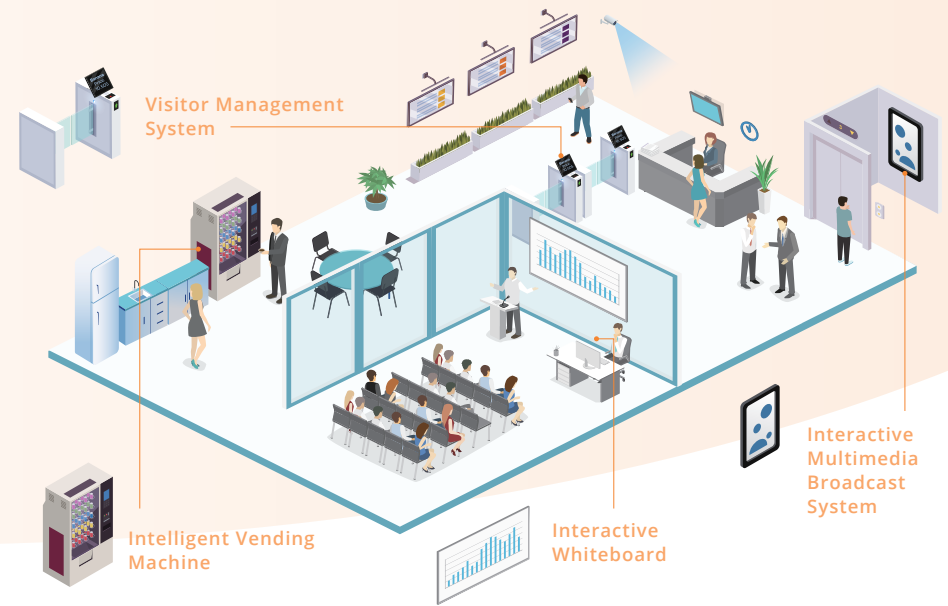 Visitor Management
System
Intelligent Vending
Machine
Interactive
Whiteboard
Interactive
Multimedia
Broadcast
System